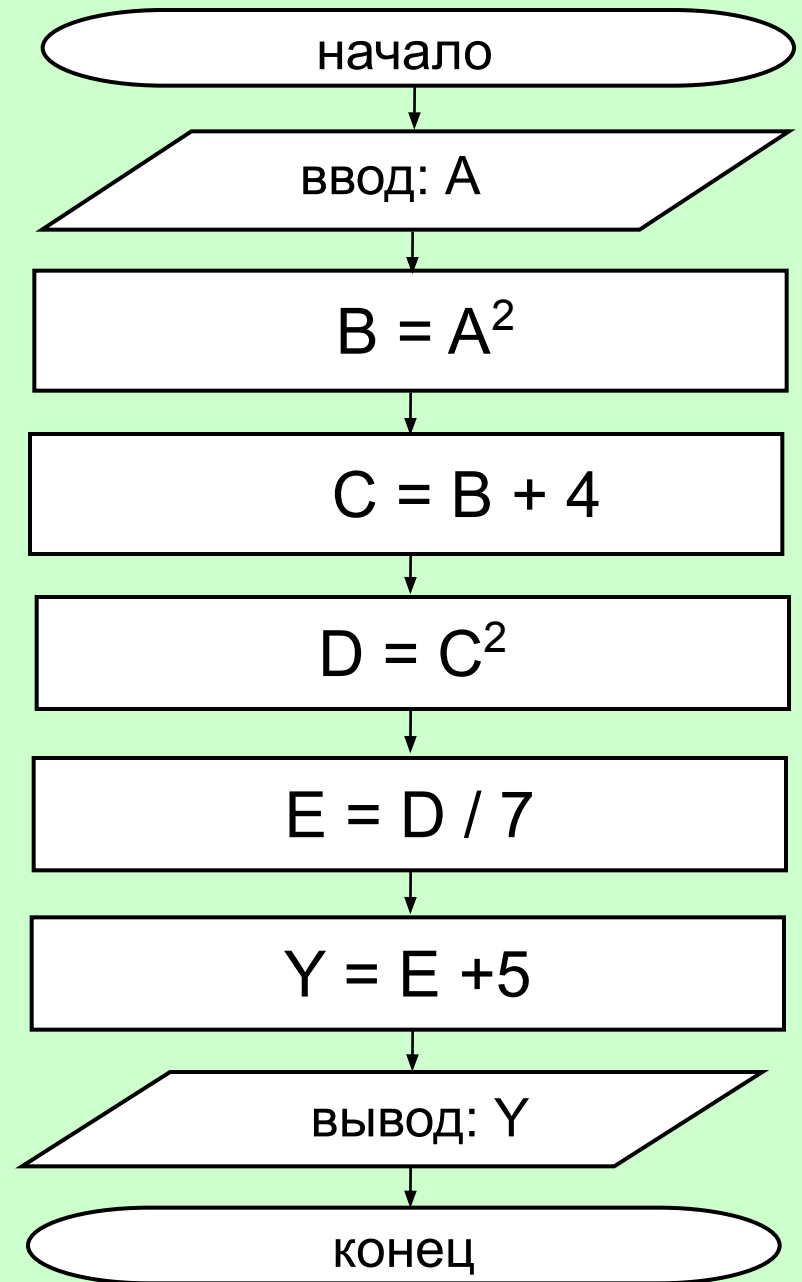 начало
ввод: A
B = A²
C = B + 4
D = C²
E = D / 7
Y = E +5
вывод: Y
конец